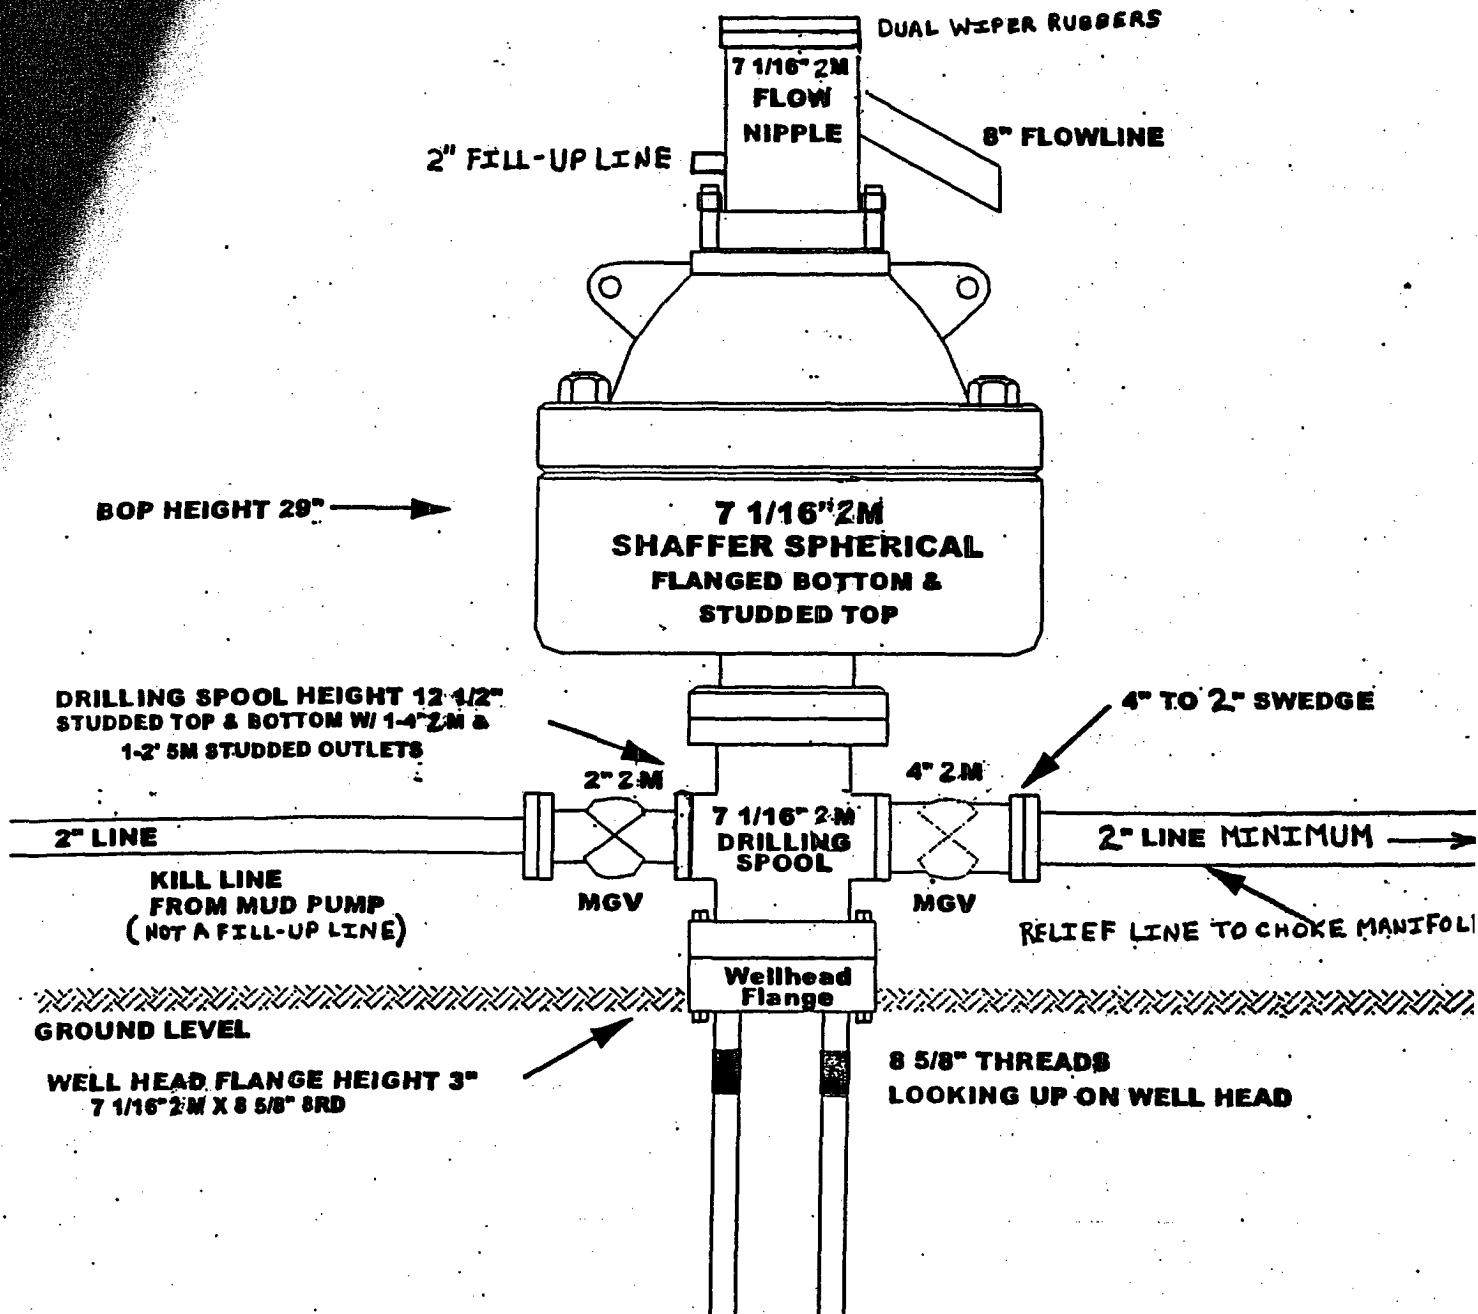 DUAL WIPER RUBBERS
7 1/16" 2M
FLOW
NIPPLE
8" FLOWLINE
2" FILL-UP LINE
BOP HEIGHT 29"
7 1/16" 2M
SHAFFER SPHERICAL
FLANGED BOTTOM &
STUDDED TOP
DRILLING SPOOL HEIGHT 12 1/2"
STUDDED TOP & BOTTOM W/ 1-4" 2M &
1-2' 5M STUDDED OUTLETS
4" TO 2" SWEDGE
2" 2M
4" 2M
2" LINE
7 1/16" 2M
DRILLING
SPOOL
2" LINE MINIMUM
KILL LINE
FROM MUD PUMP
(NOT A FILL-UP LINE)
MGV
MGV
RELIEF LINE TO CHOKE MANIFOL
Wellhead
Flange
GROUND LEVEL
WELL HEAD FLANGE HEIGHT 3"
7 1/16" 2M X 8 5/8" 8RD
8 5/8" THREADS
LOOKING UP ON WELL HEAD